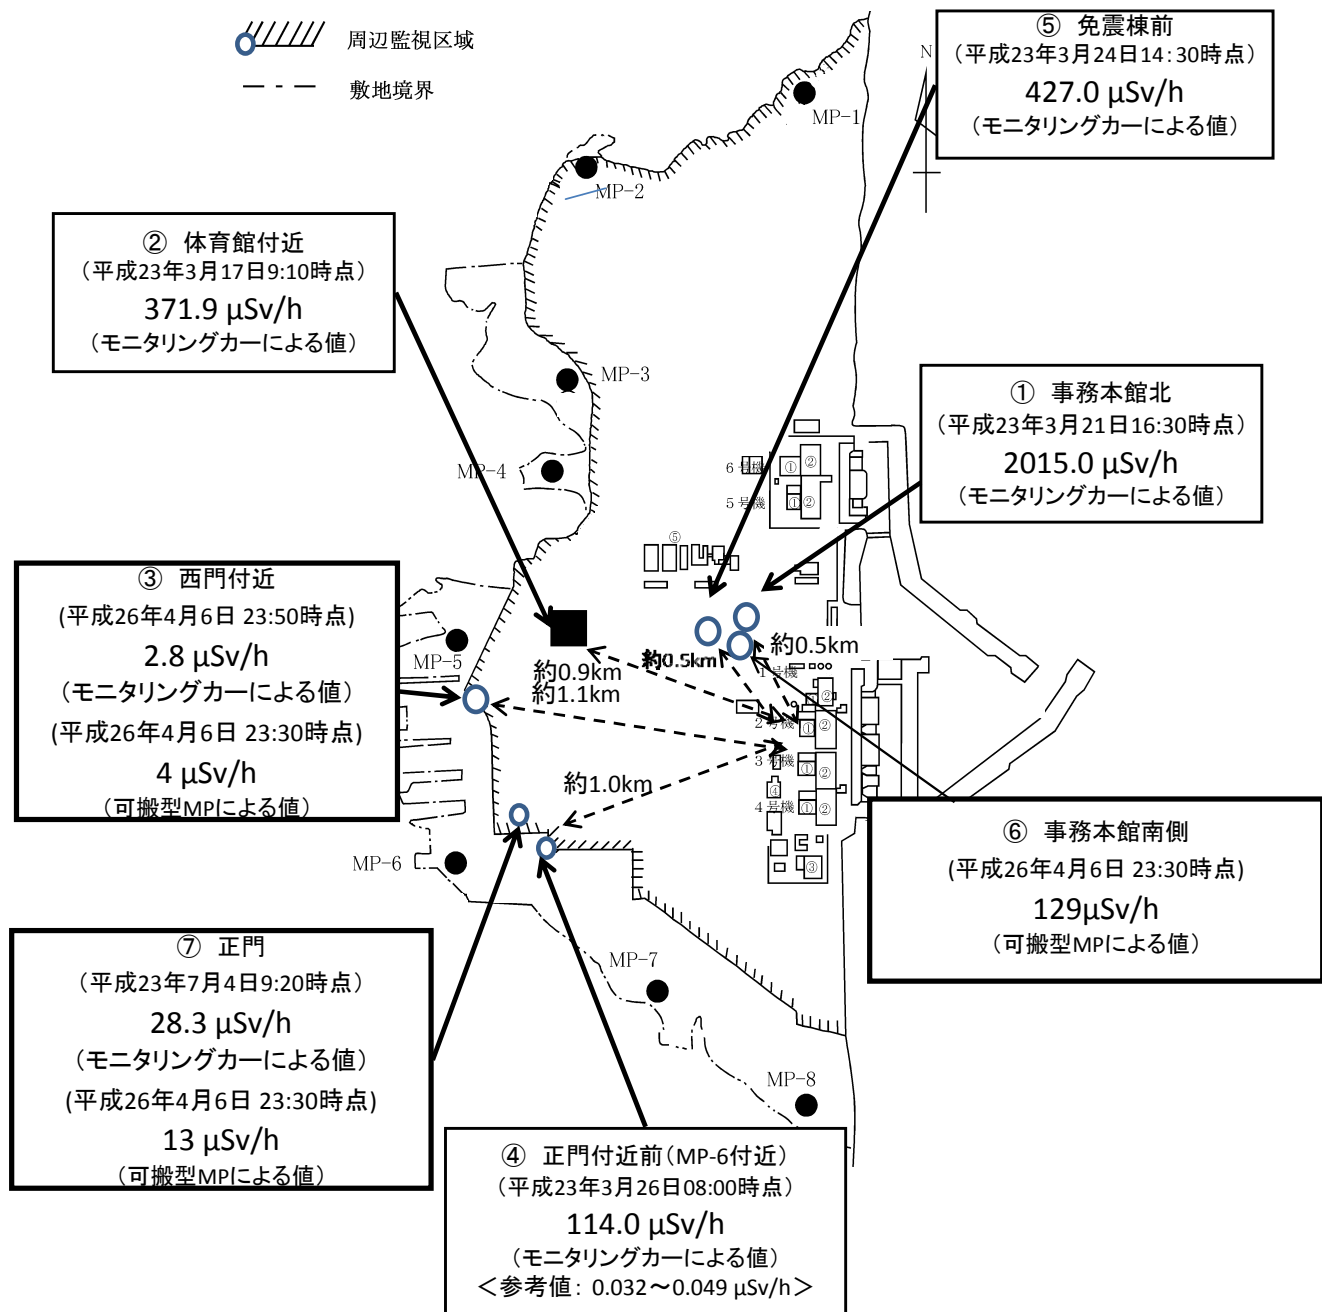 周辺監視区域
敷地境界
⑤ 免震棟前
（平成23年3月24日14:30時点）
427.0 μSv/h
（モニタリングカーによる値）
N
MP-1
MP-2
② 体育館付近
（平成23年3月17日9:10時点）
371.9 μSv/h
（モニタリングカーによる値）
MP-3
① 事務本館北
（平成23年3月21日16:30時点）
2015.0 μSv/h
（モニタリングカーによる値）
MP-4
6号機
① ②
5号機
① ②
⑤
③ 西門付近
(平成26年4月6日 23:50時点)
2.8 μSv/h
（モニタリングカーによる値）
(平成26年4月6日 23:30時点)
4 μSv/h
（可搬型MPによる値）
MP-5
約0.9km
約0.5km
約0.5km
約1.1km
1号機
②
2号機
① ②
3号機
① ②
約1.0km
④
4号機
① ②
③
MP-6
⑥ 事務本館南側
(平成26年4月6日 23:30時点)
129μSv/h
（可搬型MPによる値）
⑦ 正門
（平成23年7月4日9:20時点）
28.3 μSv/h
（モニタリングカーによる値）
(平成26年4月6日 23:30時点)
13 μSv/h
（可搬型MPによる値）
MP-7
MP-8
④ 正門付近前（MP-6付近）
（平成23年3月26日08:00時点）
114.0 μSv/h
（モニタリングカーによる値）
＜参考値： 0.032～0.049 μSv/h＞